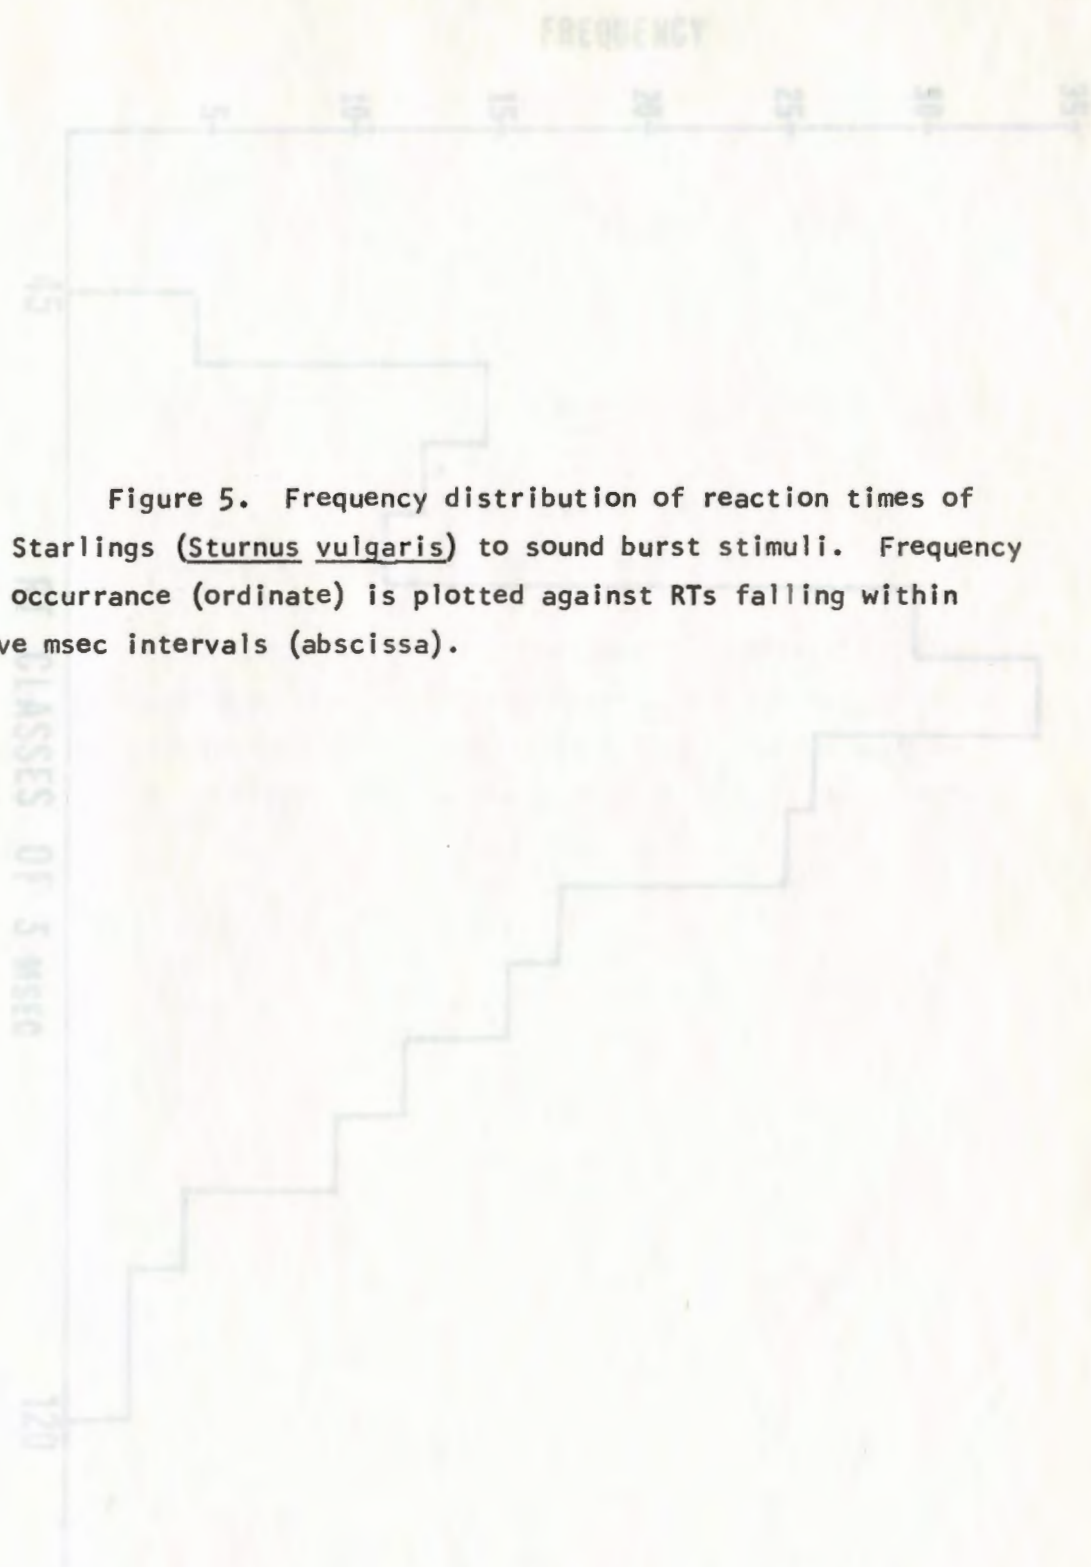 FREQUENCY
5
10
15
20
25
30
35
45
Figure 5. Frequency distribution of reaction times of
Starlings (Sturnus vulgaris) to sound burst stimuli. Frequency
occurrance (ordinate) is plotted against RTs falling within
ve msec intervals (abscissa).
CLASSES OF 5 MSEC
120